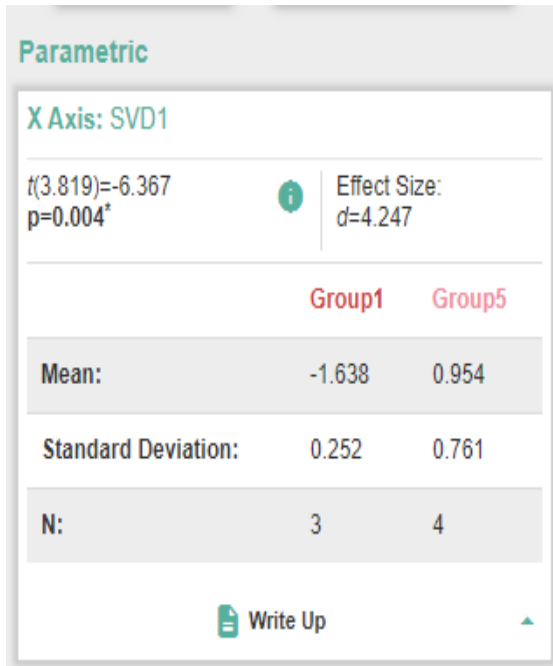 Parametric
X Axis: SVD1
t(3.819)=-6.367
p=0.004*
Effect Size:
d=4.247
Group1 Group5
Mean: -1.638 0.954
Standard Deviation: 0.252 0.761
N: 3 4
Write Up